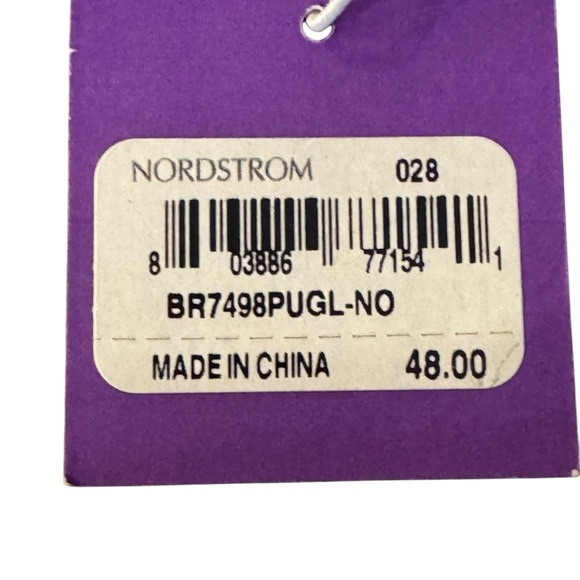 NORDSTROM 028
8 03886 77154 1
BR7498PUGL-NO
MADE IN CHINA 48.00